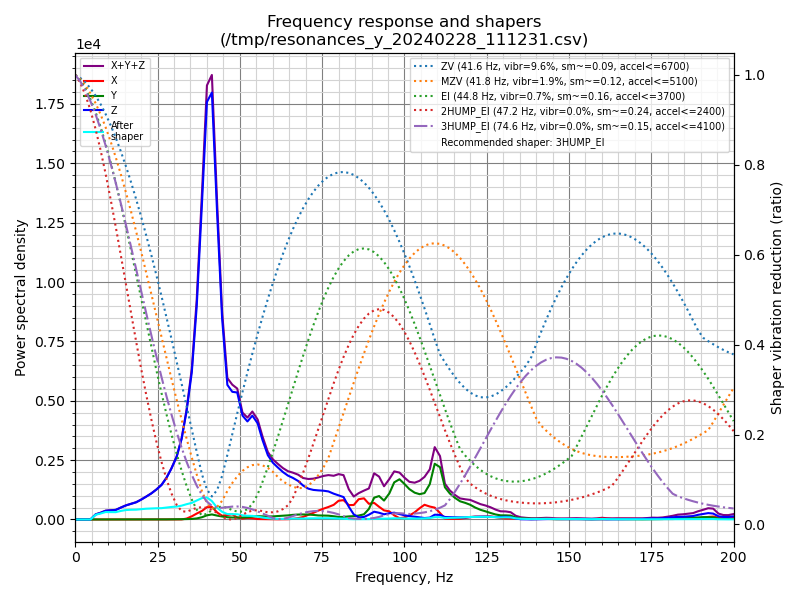 Frequency response and shapers
(/tmp/resonances_y_20240228_111231.csv)
1e4
X+Y+Z
X
Y
Z
After
shaper
ZV (41.6 Hz, vibr=9.6%, sm~=0.09, accel<=6700)
MZV (41.8 Hz, vibr=1.9%, sm~=0.12, accel<=5100)
EI (44.8 Hz, vibr=0.7%, sm~=0.16, accel<=3700)
2HUMP_EI (47.2 Hz, vibr=0.0%, sm~=0.24, accel<=2400)
3HUMP_EI (74.6 Hz, vibr=0.0%, sm~=0.15, accel<=4100)
Recommended shaper: 3HUMP_EI
Power spectral density
1.75
1.50
1.25
1.00
0.75
0.50
0.25
0.00
1.0
0.8
0.6
0.4
0.2
0.0
Shaper vibration reduction (ratio)
0 25 50 75 100 125 150 175 200
Frequency, Hz